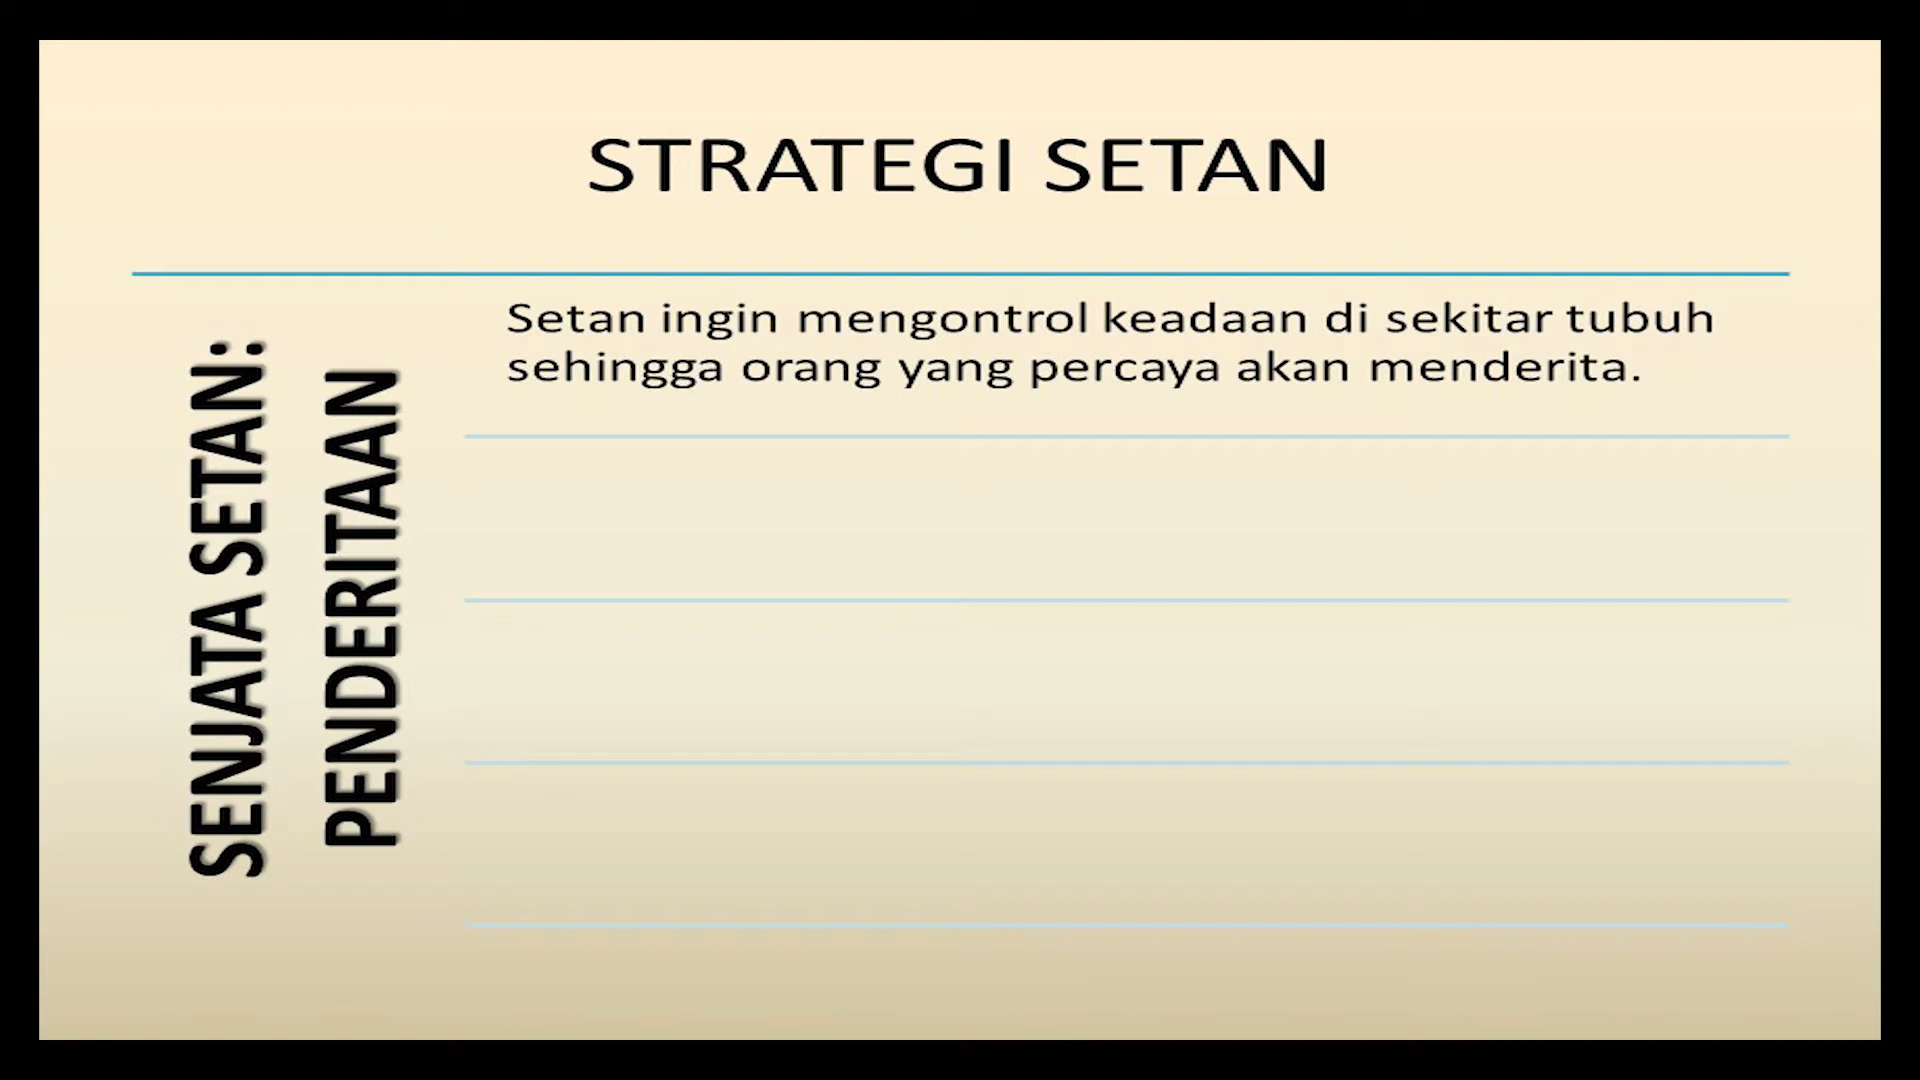 STRATEGI SETAN
SENJATA SETAN:
PENDERITAAN
Setan ingin mengontrol keadaan di sekitar tubuh
sehingga orang yang percaya akan menderita.